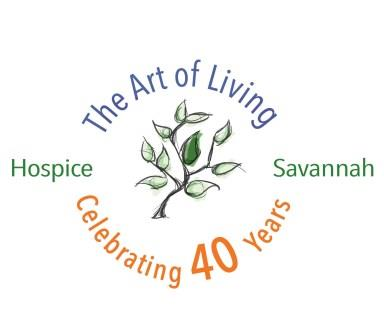 The Art of Living
Hospice Savannah
Celebrating 40 Years